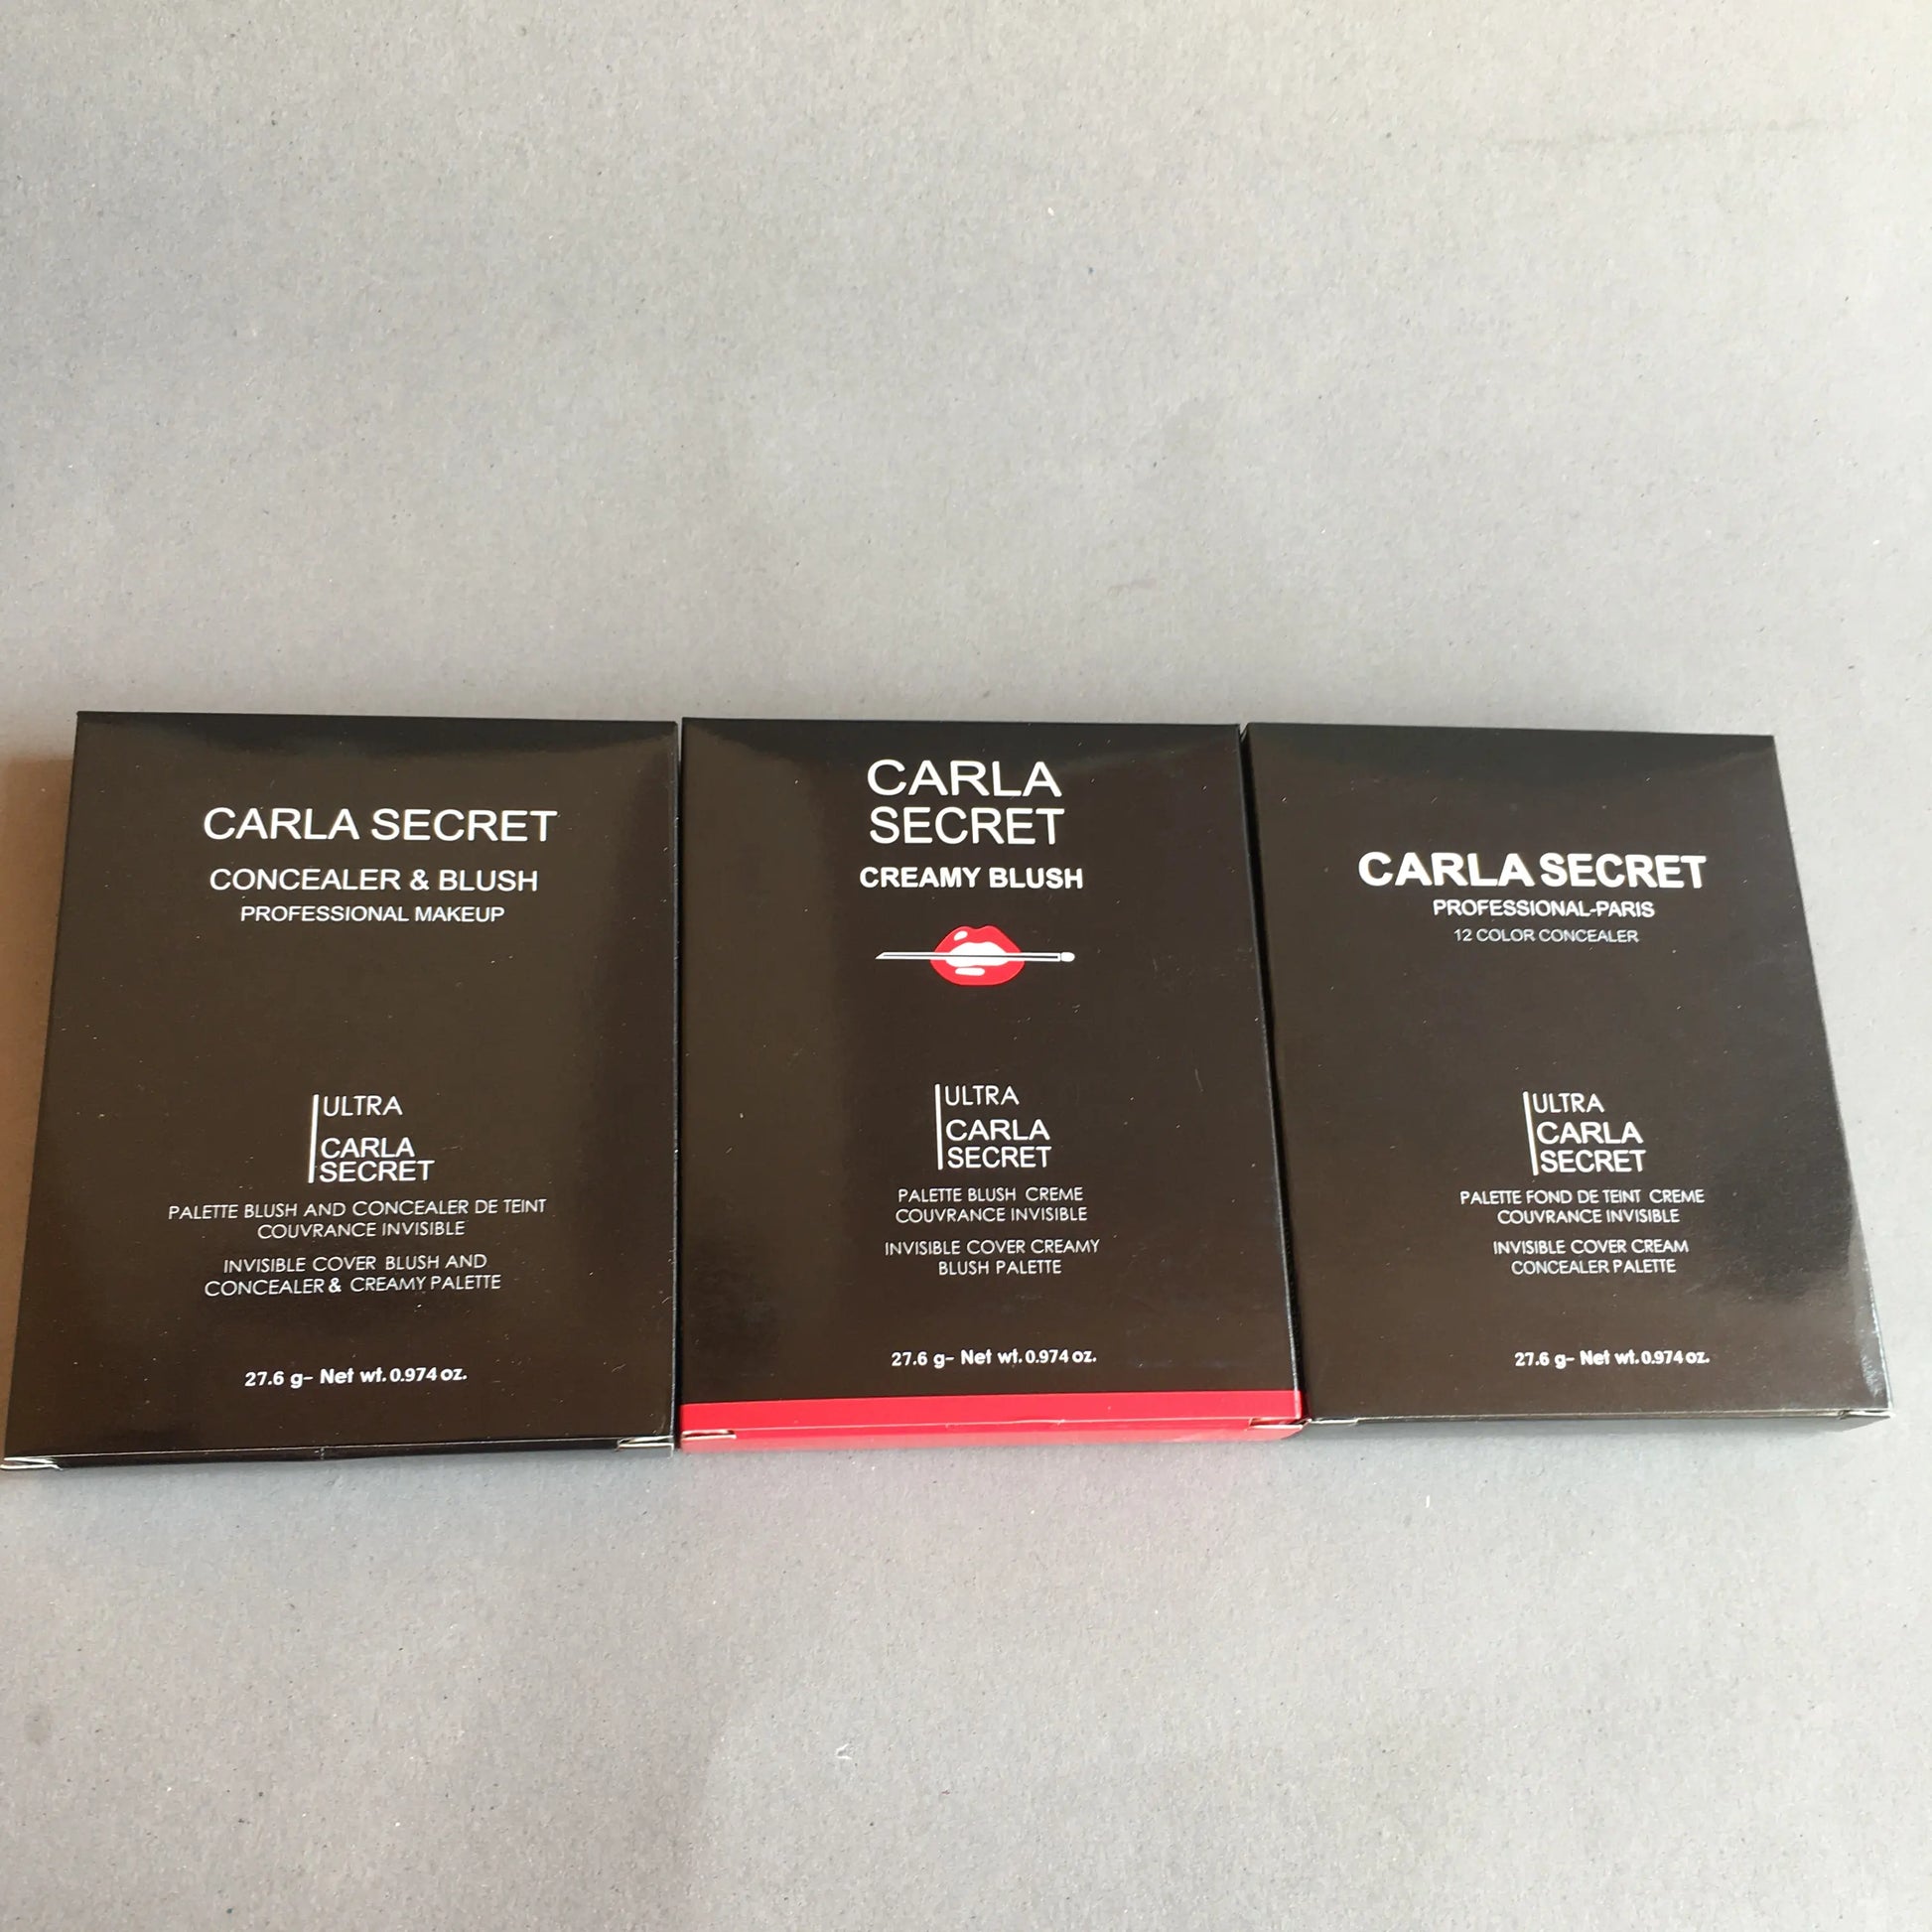 CARLA SECRET
CONCEALER & BLUSH
PROFESSIONAL MAKEUP
ULTRA
CARLA
SECRET
PALETTE BLUSH AND CONCEALER DE TEINT
COUVRANCE INVISIBLE
INVISIBLE COVER BLUSH AND
CONCEALER & CREAMY PALETTE
27.6 g- Net wt. 0.974 oz.
CARLA
SECRET
CREAMY BLUSH
ULTRA
CARLA
SECRET
PALETTE BLUSH CREME
COUVRANCE INVISIBLE
INVISIBLE COVER CREAMY
BLUSH PALETTE
27.6 g- Net wt. 0.974 oz.
CARLA SECRET
PROFESSIONAL-PARIS
12 COLOR CONCEALER
ULTRA
CARLA
SECRET
PALETTE FOND DE TEINT CREME
COUVRANCE INVISIBLE
INVISIBLE COVER CREAM
CONCEALER PALETTE
27.6 g- Net wt. 0.974 oz.